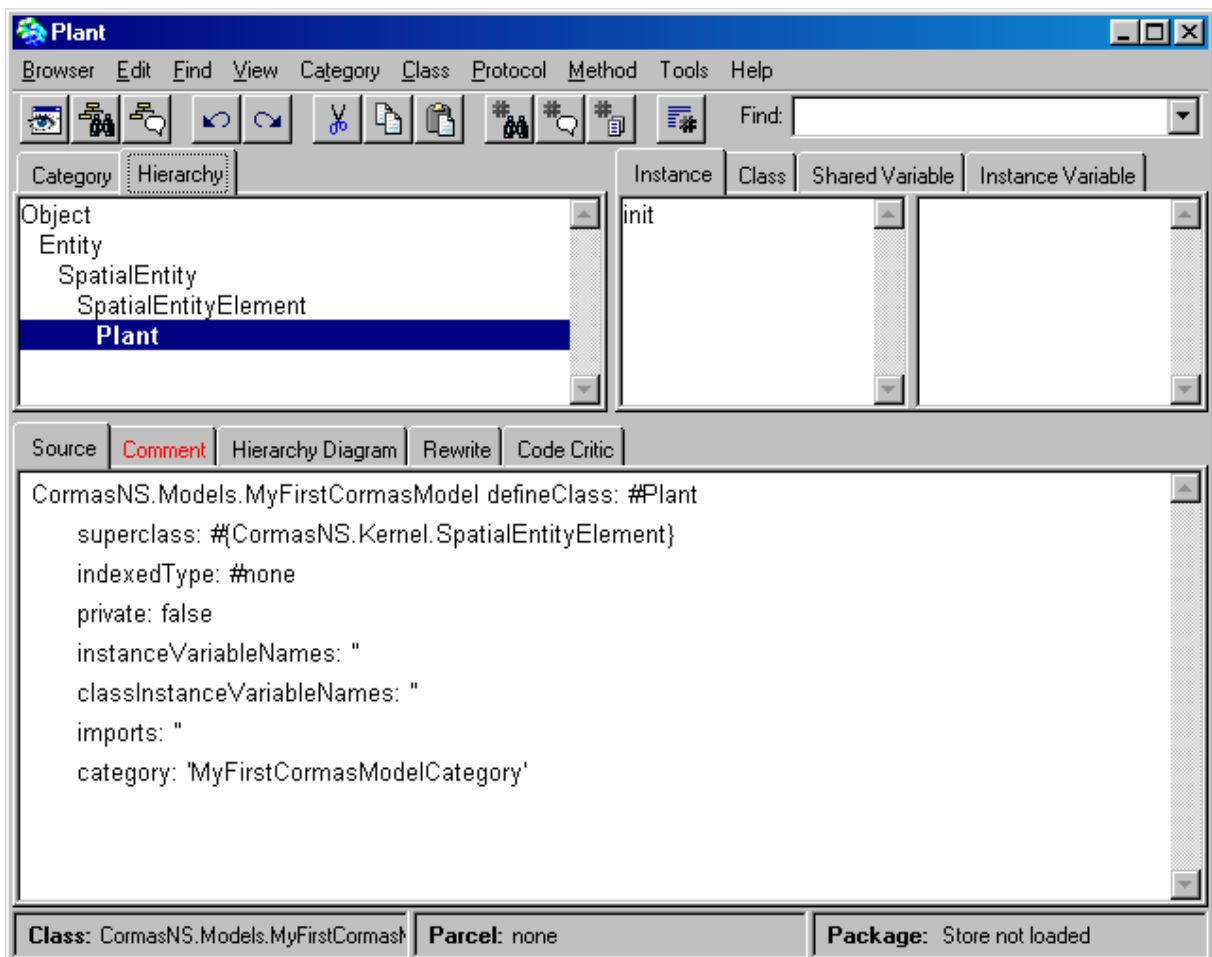 Plant
Browser Edit Find View Category Class Protocol Method Tools Help
Find:
Category Hierarchy
Instance Class Shared Variable Instance Variable
Object
Entity
SpatialEntity
SpatialEntityElement
Plant
init
Source Comment Hierarchy Diagram Rewrite Code Critic
CormasNS.Models.MyFirstCormasModel defineClass: #Plant
superclass: #{CormasNS.Kernel.SpatialEntityElement}
indexedType: #none
private: false
instanceVariableNames: ''
classInstanceVariableNames: ''
imports: ''
category: 'MyFirstCormasModelCategory'
Class: CormasNS.Models.MyFirstCormasM Parcel: none Package: Store not loaded